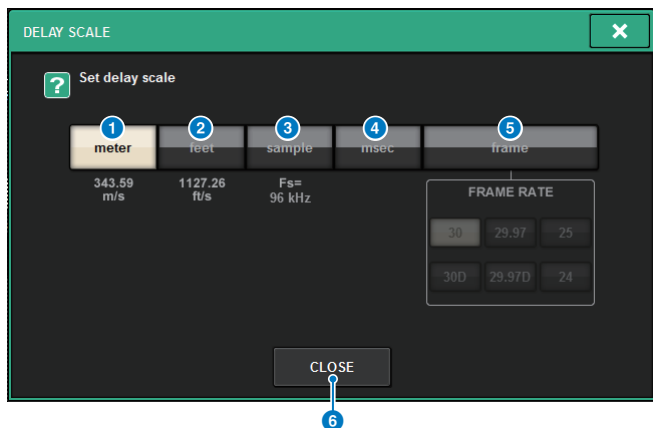 DELAY SCALE
?
Set delay scale
1 2 3 4 5
meter feet sample msec frame
343.59 1127.26 Fs=
m/s ft/s 96 kHz
FRAME RATE
30 29.97 25
30D 29.97D 24
CLOSE
6